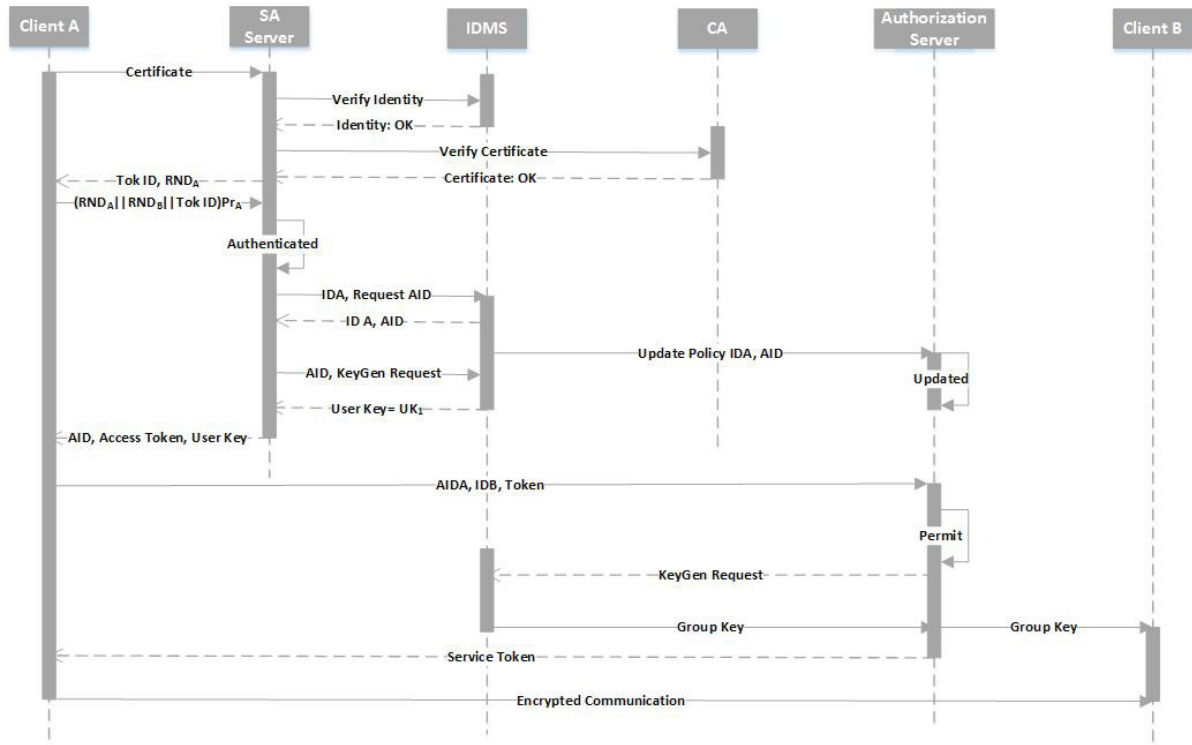 Client A
SA
Server
IDMS
CA
Authorization
Server
Client B
Certificate
Verify Identity
Identity: OK
Verify Certificate
Certificate: OK
Tok ID, RNDA
(RNDA||RNDB||Tok ID)PrA
Authenticated
IDA, Request AID
ID A, AID
Update Policy IDA, AID
AID, KeyGen Request
Updated
User Key= UK1
AID, Access Token, User Key
AIDA, IDB, Token
Permit
KeyGen Request
Group Key
Group Key
Service Token
Encrypted Communication